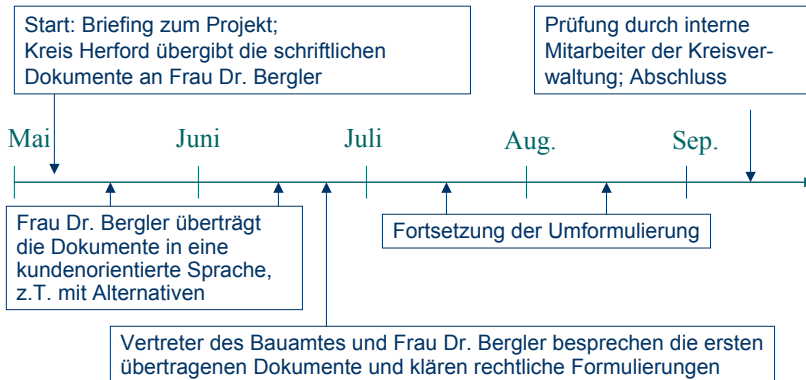 Start: Briefing zum Projekt;
Kreis Herford übergibt die schriftlichen
Dokumente an Frau Dr. Bergler
Prüfung durch interne
Mitarbeiter der Kreisver-
waltung; Abschluss
Mai
Juni
Juli
Aug.
Sep.
Frau Dr. Bergler überträgt
die Dokumente in eine
kundenorientierte Sprache,
z.T. mit Alternativen
Fortsetzung der Umformulierung
Vertreter des Bauamtes und Frau Dr. Bergler besprechen die ersten
übertragenen Dokumente und klären rechtliche Formulierungen